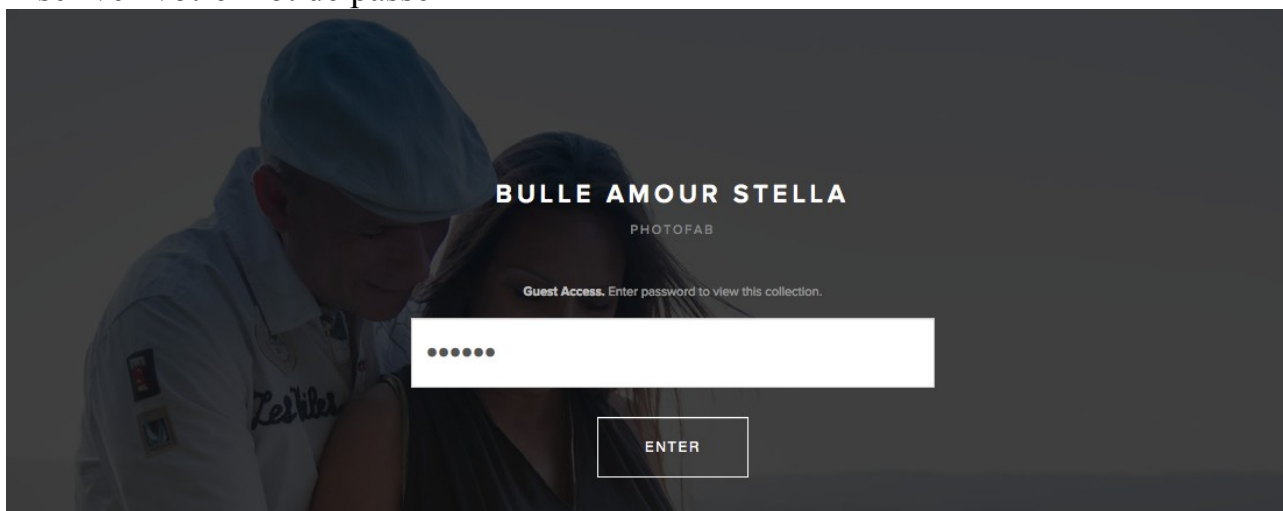 BULLE AMOUR STELLA
PHOTOFAB
Guest Access. Enter password to view this collection.
••••••
ENTER